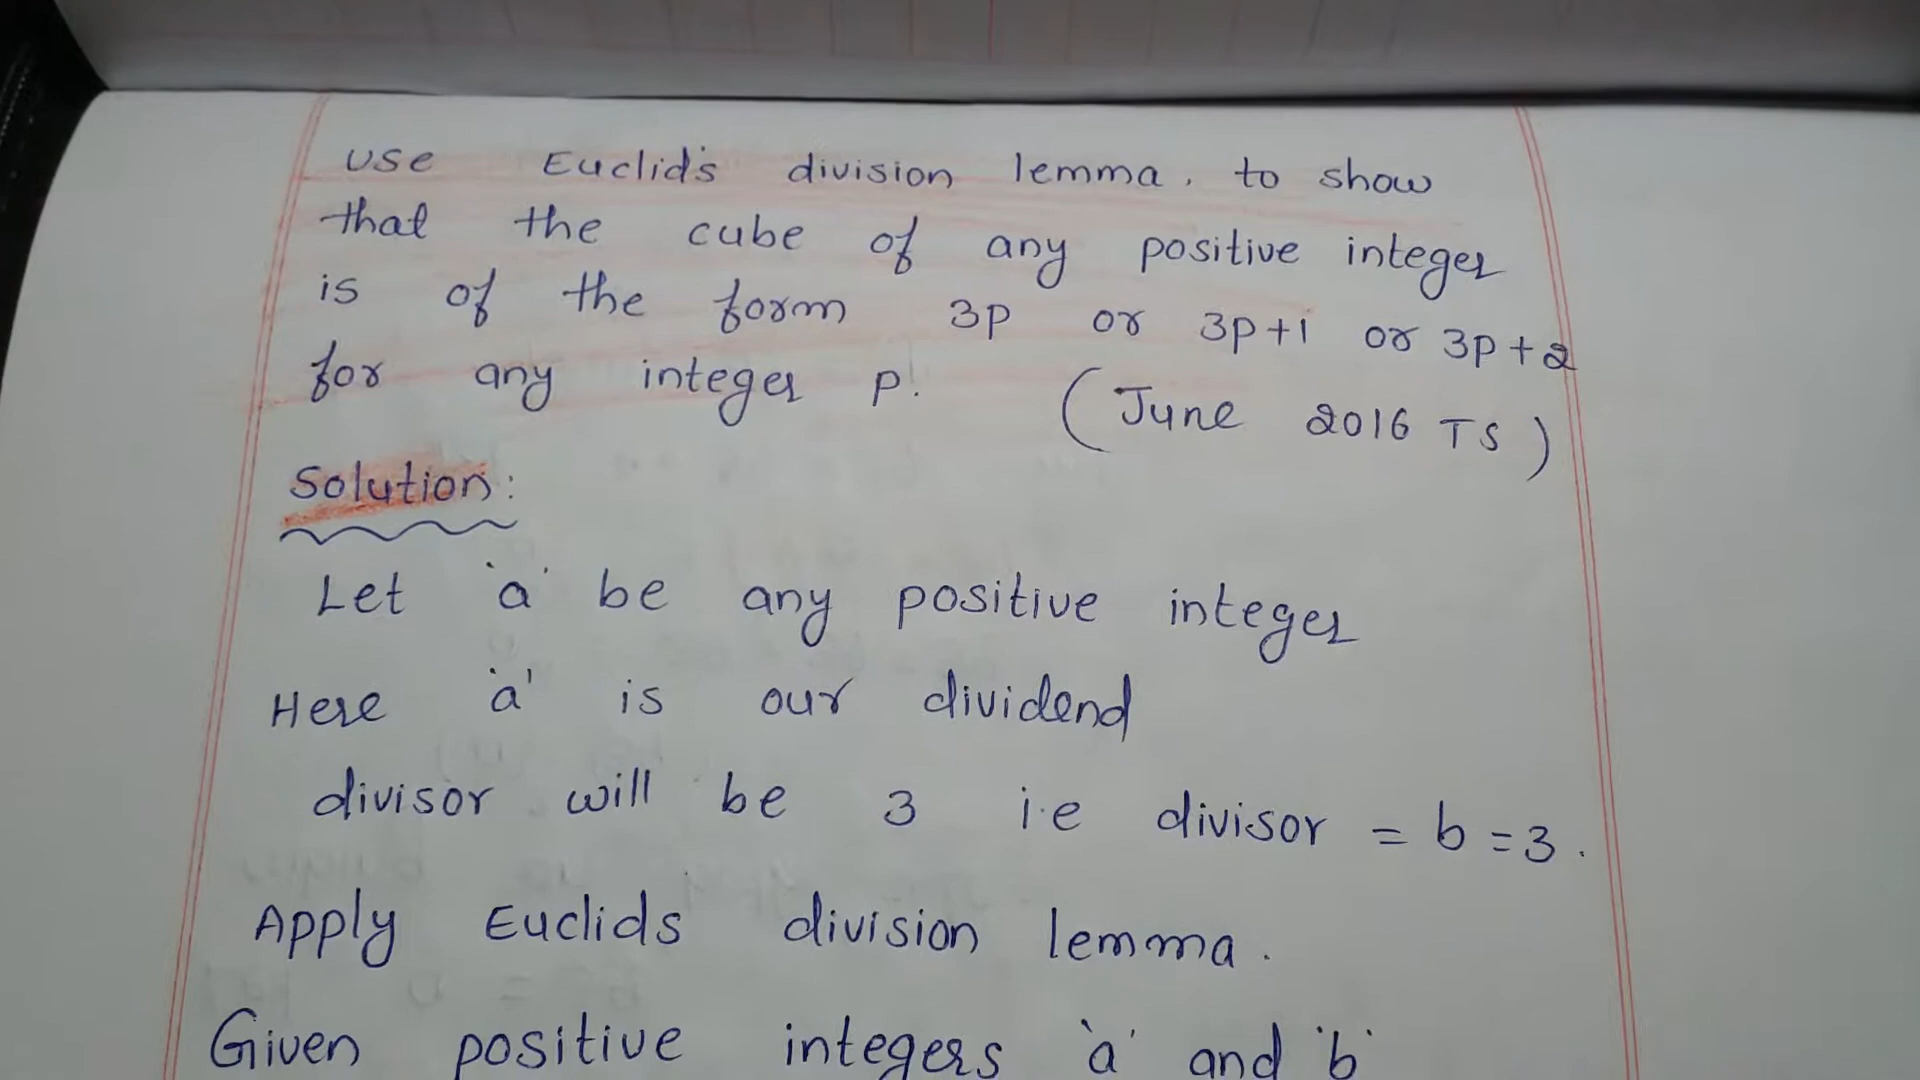 use Euclid's division lemma. to show
that the cube of any positive integer
is of the form 3p or 3p+1 or 3p+2
for any integer p. (June 2016 TS)
Solution:
Let 'a' be any positive integer
Here 'a' is our dividend
divisor will be 3 i.e divisor = b = 3.
Apply Euclids division lemma.
Given positive integers 'a' and 'b'